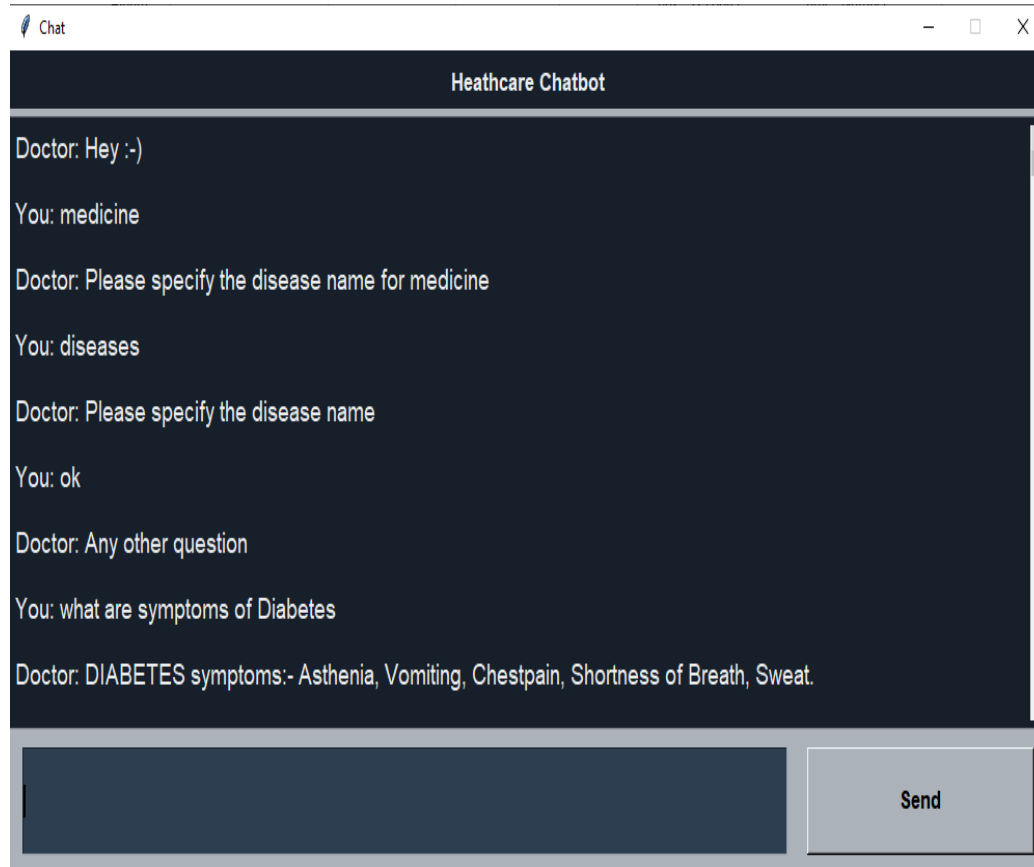 Chat
Heathcare Chatbot
Doctor: Hey :-)
You: medicine
Doctor: Please specify the disease name for medicine
You: diseases
Doctor: Please specify the disease name
You: ok
Doctor: Any other question
You: what are symptoms of Diabetes
Doctor: DIABETES symptoms:- Asthenia, Vomiting, Chestpain, Shortness of Breath, Sweat.
Send